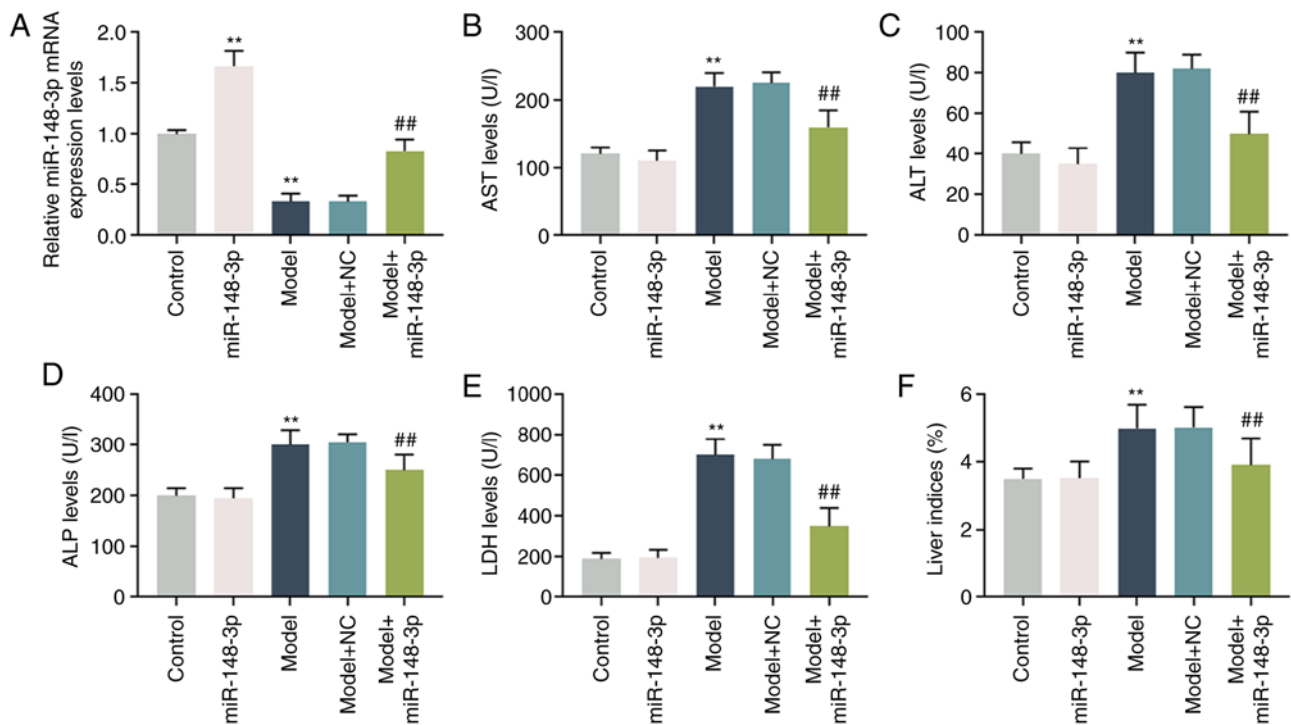 A
Relative miR-148-3p mRNA
expression levels
2.0
1.5
1.0
0.5
0.0
**
**
##
Control
miR-148-3p
Model
Model+NC
Model+
miR-148-3p
B
AST levels (U/l)
300
200
100
0
**
##
Control
miR-148-3p
Model
Model+NC
Model+
miR-148-3p
C
ALT levels (U/l)
100
80
60
40
20
0
**
##
Control
miR-148-3p
Model
Model+NC
Model+
miR-148-3p
D
ALP levels (U/l)
400
300
200
100
0
**
##
Control
miR-148-3p
Model
Model+NC
Model+
miR-148-3p
E
LDH levels (U/l)
1000
800
600
400
200
0
**
##
Control
miR-148-3p
Model
Model+NC
Model+
miR-148-3p
F
Liver indices (%)
6
4
2
0
**
##
Control
miR-148-3p
Model
Model+NC
Model+
miR-148-3p